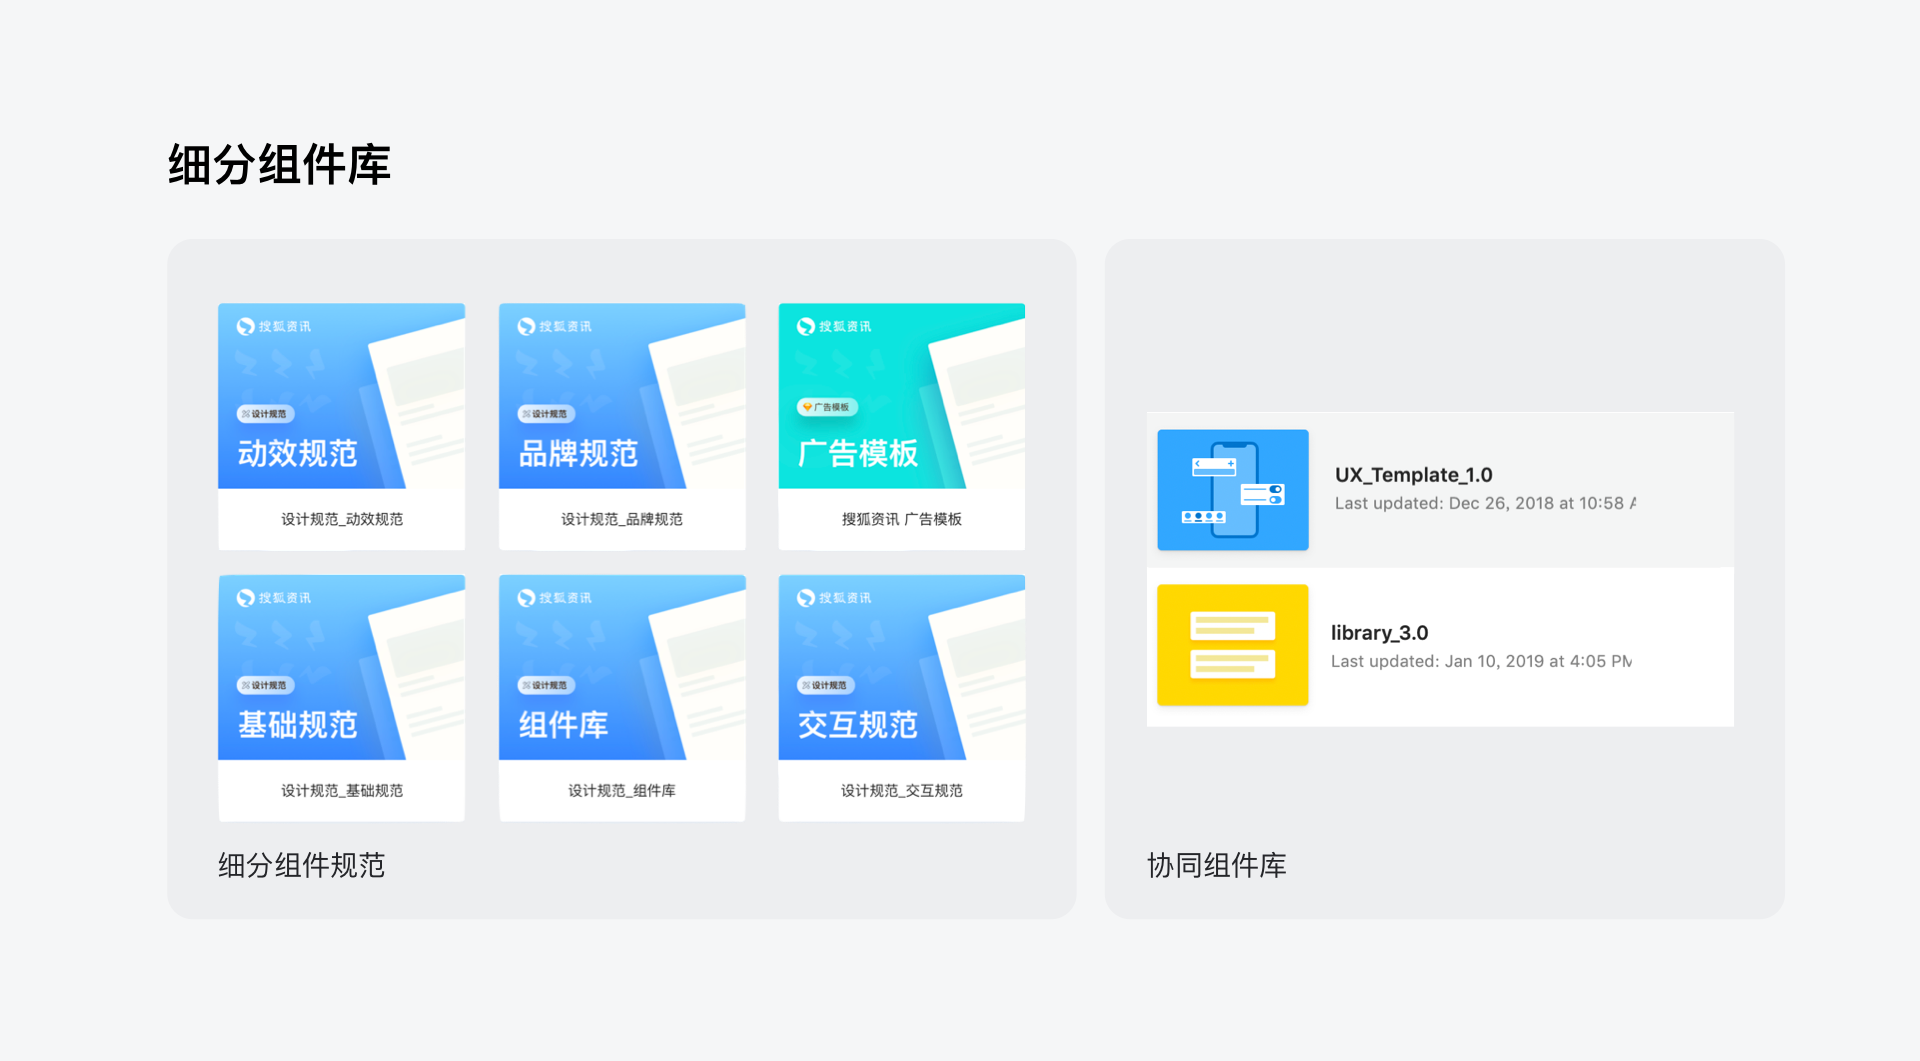 细分组件库
搜狐资讯
设计规范
动效规范
设计规范_动效规范
搜狐资讯
设计规范
品牌规范
设计规范_品牌规范
搜狐资讯
广告模板
广告模板
搜狐资讯 广告模板
搜狐资讯
设计规范
基础规范
设计规范_基础规范
搜狐资讯
设计规范
组件库
设计规范_组件库
搜狐资讯
设计规范
交互规范
设计规范_交互规范
细分组件规范
UX_Template_1.0
Last updated: Dec 26, 2018 at 10:58
library_3.0
Last updated: Jan 10, 2019 at 4:05 PM
协同组件库